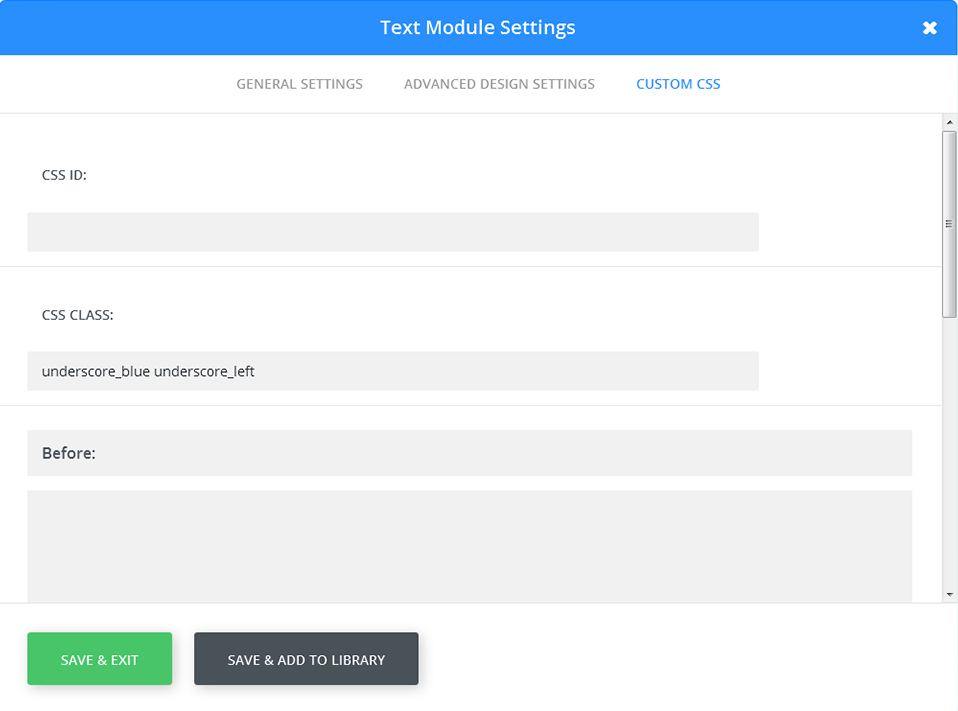 Text Module Settings
GENERAL SETTINGS ADVANCED DESIGN SETTINGS CUSTOM CSS
CSS ID:
CSS CLASS:
underscore_blue underscore_left
Before:
SAVE & EXIT SAVE & ADD TO LIBRARY